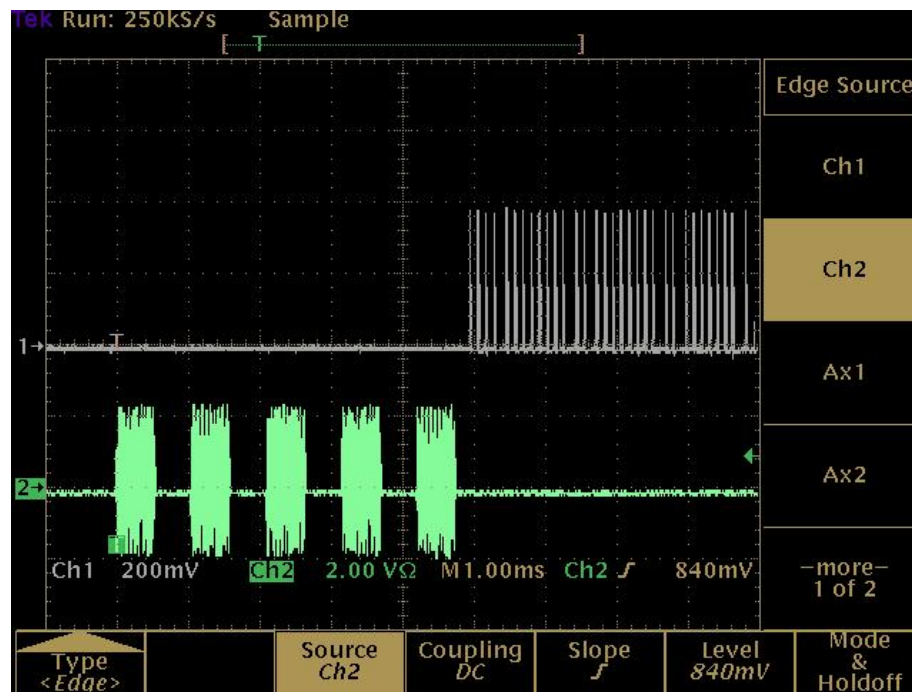 Tek Run: 250kS/s Sample
[ T ]
Edge Source
Ch1
Ch2
Ax1
Ax2
-more-
1 of 2
T
1→
2→
T
Ch1 200mV Ch2 2.00 VΩ M1.00ms Ch2 ʃ 840mV
Type
<Edge>
Source
Ch2
Coupling
DC
Slope
ʃ
Level
840mV
Mode
&
Holdoff